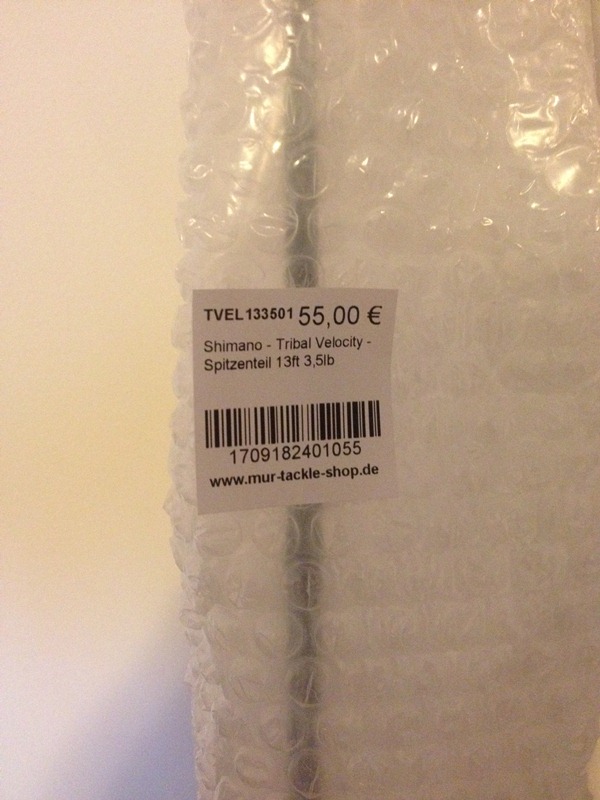 TVEL133501 55,00 €
Shimano - Tribal Velocity -
Spitzenteil 13ft 3,5lb
1709182401055
www.mur-tackle-shop.de